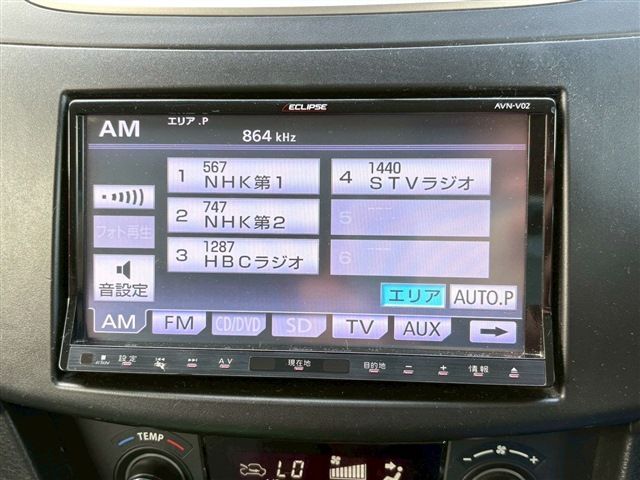 ECLIPSE
AVN-V02
AM
エリア.P
864 kHz
1 567 NHK第1
2 747 NHK第2
3 1287 HBCラジオ
4 1440 STVラジオ
5 ---
6 ---
フォト再生
音設定
エリア
AUTO.P
AM
FM
CD/DVD
SD
TV
AUX
設定
AV
現在地
目的地
－
＋
情報
TEMP
LO
－
＋